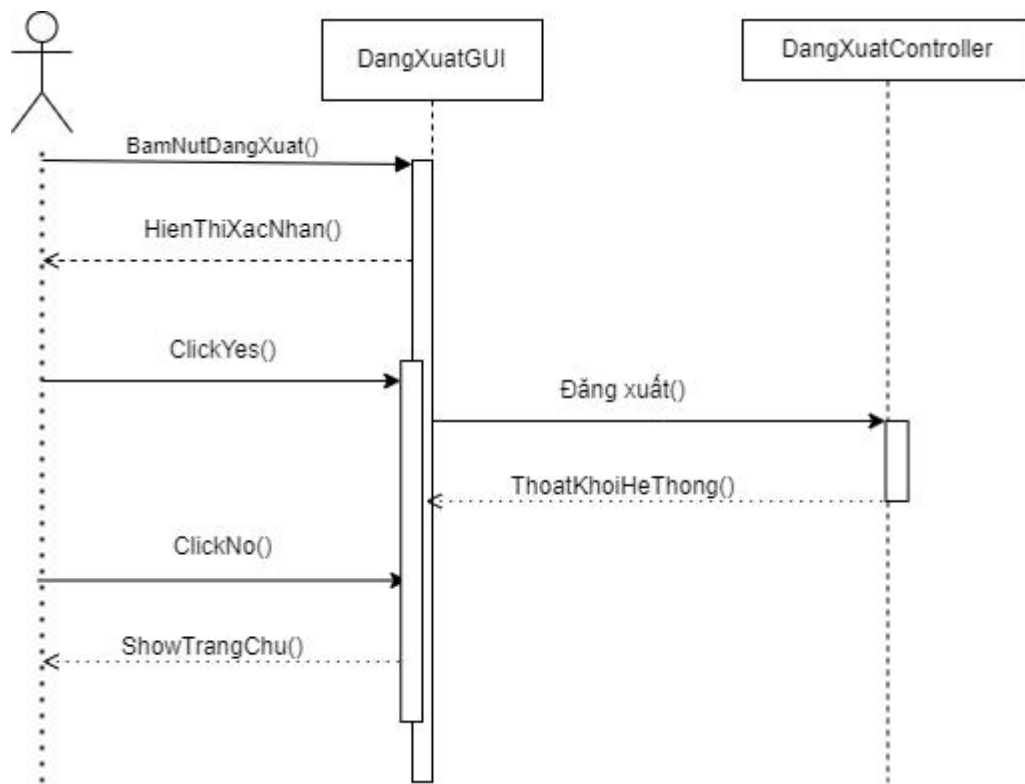 DangXuatGUI
DangXuatController
BamNutDangXuat()
HienThiXacNhan()
ClickYes()
Đăng xuất()
ThoatKhoiHeThong()
ClickNo()
ShowTrangChu()